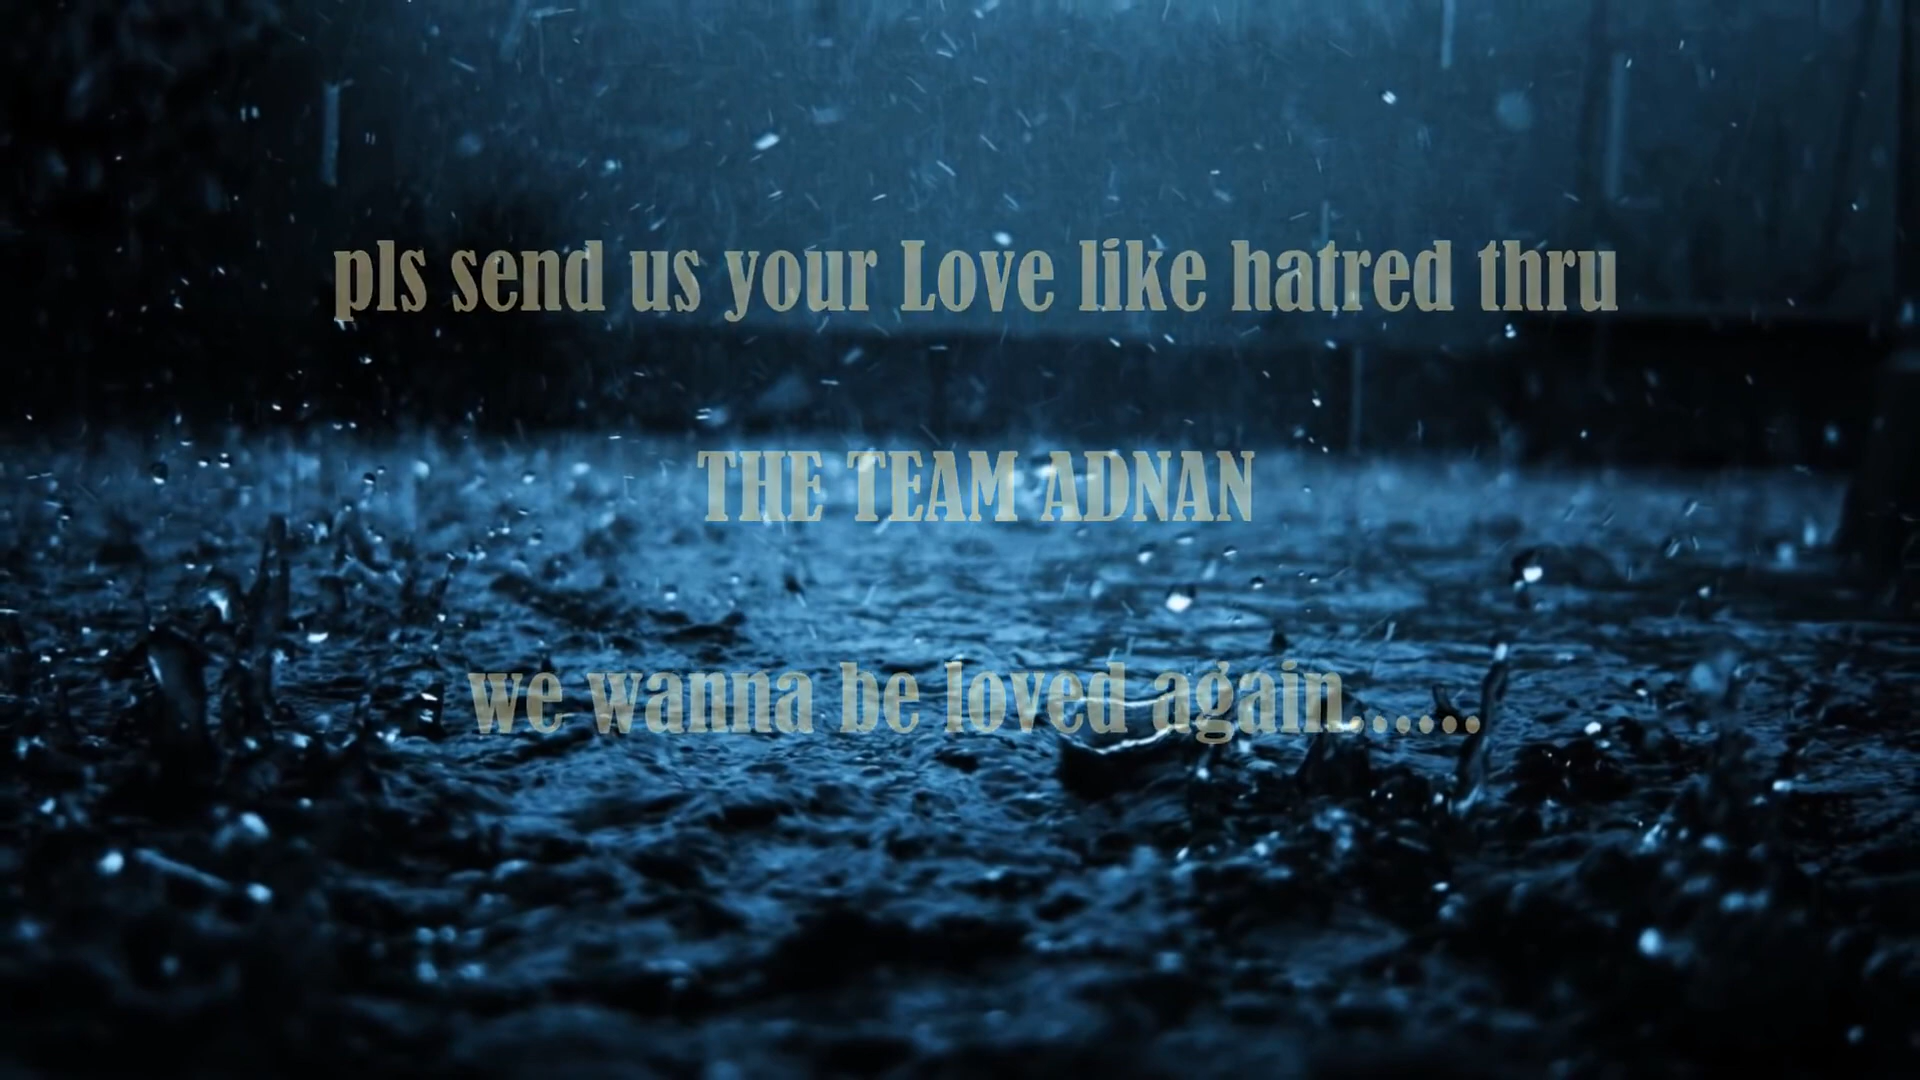 pls send us your Love like hatred thru
THE TEAM ADNAN
we wanna be loved again......